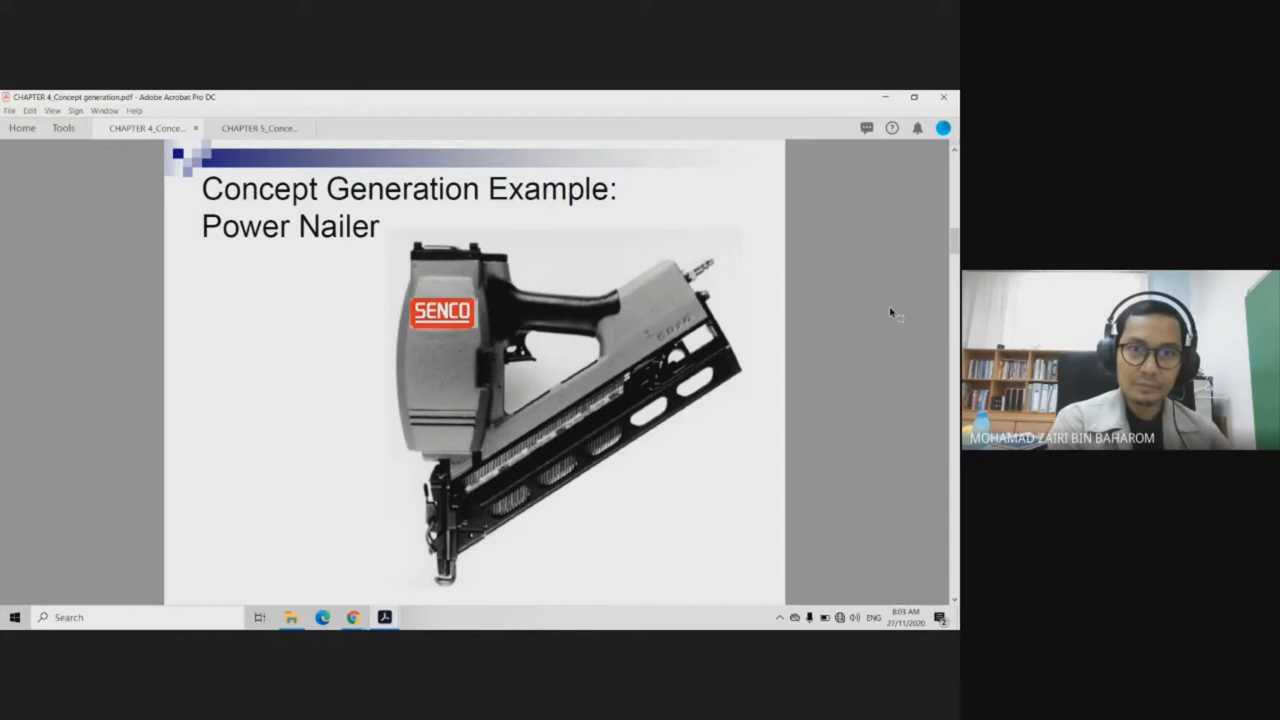 CHAPTER 4_Concept generation.pdf - Adobe Acrobat Pro DC
File Edit View Sign Window Help
Home Tools CHAPTER 4_Conce... × CHAPTER 5_Conce...
Concept Generation Example:
Power Nailer
SENCO
MOHAMAD ZAIRI BIN BAHAROM
Search
ENG
8:03 AM
27/11/2020